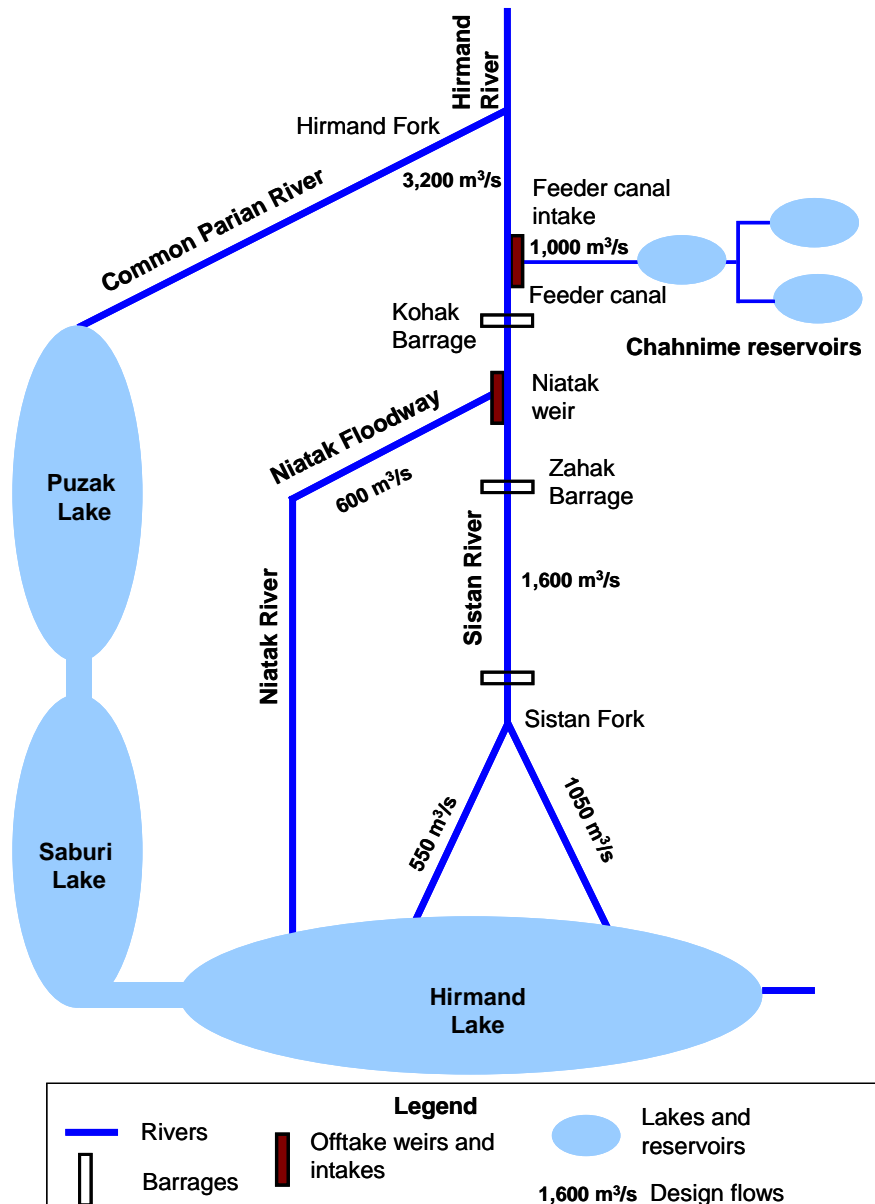 Hirmand
River
Hirmand Fork
3,200 m³/s
Common Parian River
Feeder canal
intake
1,000 m³/s
Feeder canal
Kohak
Barrage
Chahnime reservoirs
Niatak
weir
Niatak Floodway
600 m³/s
Zahak
Barrage
Puzak
Lake
Sistan River
1,600 m³/s
Niatak River
Sistan Fork
550 m³/s
1050 m³/s
Saburi
Lake
Hirmand
Lake
Legend
Rivers
Barrages
Offtake weirs and
intakes
Lakes and
reservoirs
1,600 m³/s Design flows